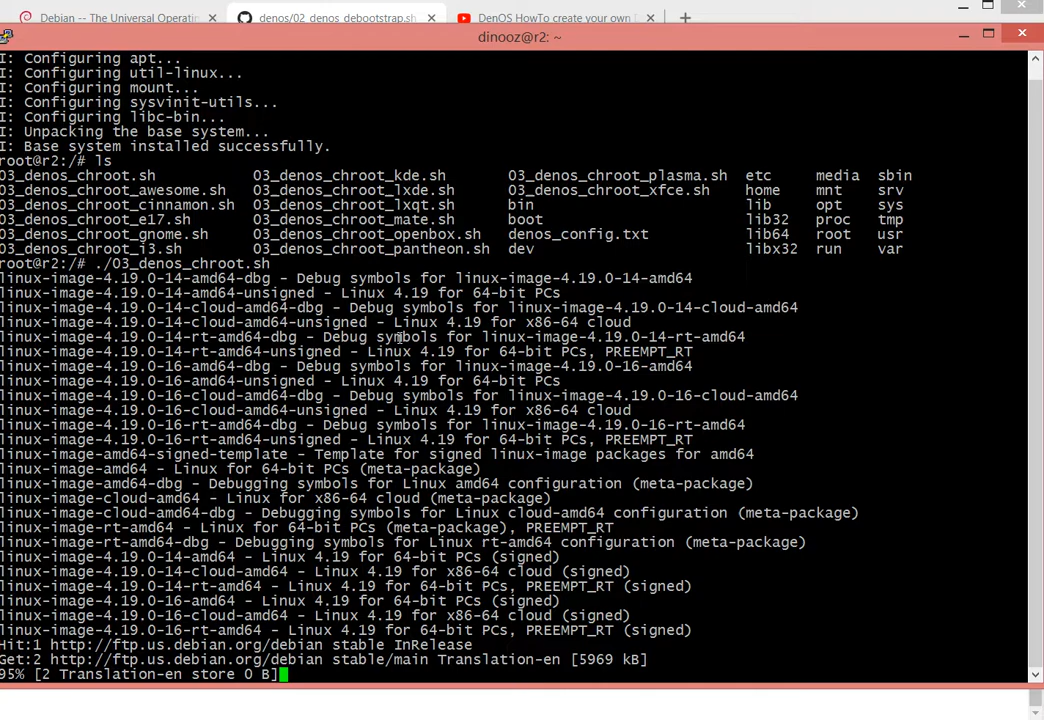 Debian -- The Universal Operatin
denos/02_denos_debootstrap.sh
DenOS HowTo create your own
dinooz@r2: ~
I: Configuring apt...
I: Configuring util-linux...
I: Configuring mount...
I: Configuring sysvinit-utils...
I: Configuring libc-bin...
I: Unpacking the base system...
I: Base system installed successfully.
root@r2:/# ls
03_denos_chroot.sh 03_denos_chroot_kde.sh 03_denos_chroot_plasma.sh etc media sbin
03_denos_chroot_awesome.sh 03_denos_chroot_lxde.sh 03_denos_chroot_xfce.sh home mnt srv
03_denos_chroot_cinnamon.sh 03_denos_chroot_lxqt.sh bin lib opt sys
03_denos_chroot_e17.sh 03_denos_chroot_mate.sh boot lib32 proc tmp
03_denos_chroot_gnome.sh 03_denos_chroot_openbox.sh denos_config.txt lib64 root usr
03_denos_chroot_i3.sh 03_denos_chroot_pantheon.sh dev libx32 run var
root@r2:/# ./03_denos_chroot.sh
linux-image-4.19.0-14-amd64-dbg - Debug symbols for linux-image-4.19.0-14-amd64
linux-image-4.19.0-14-amd64-unsigned - Linux 4.19 for 64-bit PCs
linux-image-4.19.0-14-cloud-amd64-dbg - Debug symbols for linux-image-4.19.0-14-cloud-amd64
linux-image-4.19.0-14-cloud-amd64-unsigned - Linux 4.19 for x86-64 cloud
linux-image-4.19.0-14-rt-amd64-dbg - Debug symbols for linux-image-4.19.0-14-rt-amd64
linux-image-4.19.0-14-rt-amd64-unsigned - Linux 4.19 for 64-bit PCs, PREEMPT_RT
linux-image-4.19.0-16-amd64-dbg - Debug symbols for linux-image-4.19.0-16-amd64
linux-image-4.19.0-16-amd64-unsigned - Linux 4.19 for 64-bit PCs
linux-image-4.19.0-16-cloud-amd64-dbg - Debug symbols for linux-image-4.19.0-16-cloud-amd64
linux-image-4.19.0-16-cloud-amd64-unsigned - Linux 4.19 for x86-64 cloud
linux-image-4.19.0-16-rt-amd64-dbg - Debug symbols for linux-image-4.19.0-16-rt-amd64
linux-image-4.19.0-16-rt-amd64-unsigned - Linux 4.19 for 64-bit PCs, PREEMPT_RT
linux-image-amd64-signed-template - Template for signed linux-image packages for amd64
linux-image-amd64 - Linux for 64-bit PCs (meta-package)
linux-image-amd64-dbg - Debugging symbols for Linux amd64 configuration (meta-package)
linux-image-cloud-amd64 - Linux for x86-64 cloud (meta-package)
linux-image-cloud-amd64-dbg - Debugging symbols for Linux cloud-amd64 configuration (meta-package)
linux-image-rt-amd64 - Linux for 64-bit PCs (meta-package), PREEMPT_RT
linux-image-rt-amd64-dbg - Debugging symbols for Linux rt-amd64 configuration (meta-package)
linux-image-4.19.0-14-amd64 - Linux 4.19 for 64-bit PCs (signed)
linux-image-4.19.0-14-cloud-amd64 - Linux 4.19 for x86-64 cloud (signed)
linux-image-4.19.0-14-rt-amd64 - Linux 4.19 for 64-bit PCs, PREEMPT_RT (signed)
linux-image-4.19.0-16-amd64 - Linux 4.19 for 64-bit PCs (signed)
linux-image-4.19.0-16-cloud-amd64 - Linux 4.19 for x86-64 cloud (signed)
linux-image-4.19.0-16-rt-amd64 - Linux 4.19 for 64-bit PCs, PREEMPT_RT (signed)
Hit:1 http://ftp.us.debian.org/debian stable InRelease
Get:2 http://ftp.us.debian.org/debian stable/main Translation-en [5969 kB]
95% [2 Translation-en store 0 B]